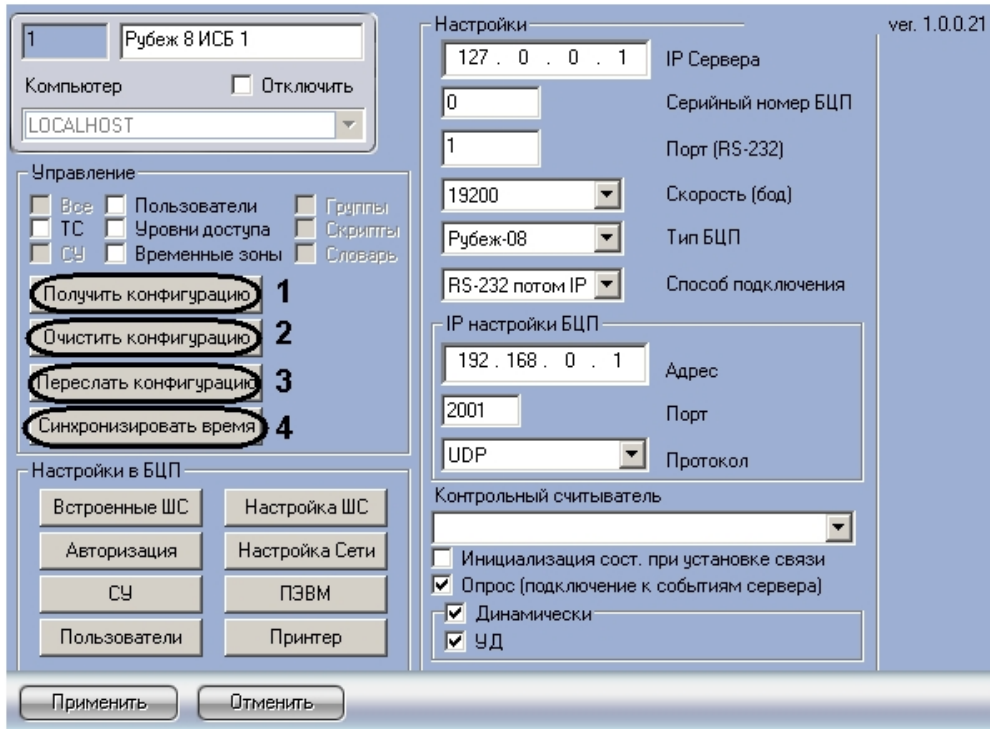 1 Рубеж 8 ИСБ 1
Компьютер Отключить
LOCALHOST
Управление
Все Пользователи Группы
ТС Уровни доступа Скрипты
СУ Временные зоны Словарь
Получить конфигурацию 1
Очистить конфигурацию 2
Переслать конфигурацию 3
Синхронизировать время 4
Настройки в БЦП
Встроенные ШС Настройка ШС
Авторизация Настройка Сети
СУ ПЭВМ
Пользователи Принтер
Настройки
127 . 0 . 0 . 1 IP Сервера
0 Серийный номер БЦП
1 Порт (RS-232)
19200 Скорость (бод)
Рубеж-08 Тип БЦП
RS-232 потом IP Способ подключения
IP настройки БЦП
192 . 168 . 0 . 1 Адрес
2001 Порт
UDP Протокол
Контрольный считыватель
Инициализация сост. при установке связи
Опрос (подключение к событиям сервера)
Динамически
УД
ver. 1.0.0.21
Применить Отменить